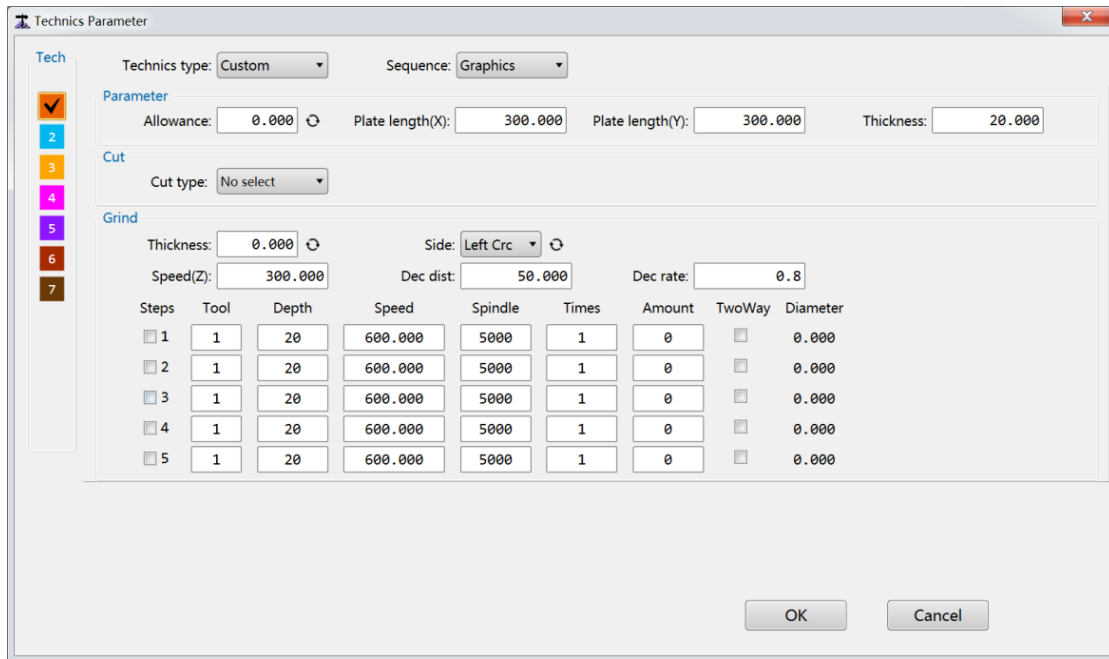 Technics Parameter
Tech
Technics type: Custom Sequence: Graphics
Parameter
Allowance: 0.000 Plate length(X): 300.000 Plate length(Y): 300.000 Thickness: 20.000
2
Cut
3
Cut type: No select
4
Grind
5
Thickness: 0.000 Side: Left Crc
6
Speed(Z): 300.000 Dec dist: 50.000 Dec rate: 0.8
7
Steps Tool Depth Speed Spindle Times Amount TwoWay Diameter
1 1 20 600.000 5000 1 0 0.000
2 1 20 600.000 5000 1 0 0.000
3 1 20 600.000 5000 1 0 0.000
4 1 20 600.000 5000 1 0 0.000
5 1 20 600.000 5000 1 0 0.000
OK Cancel